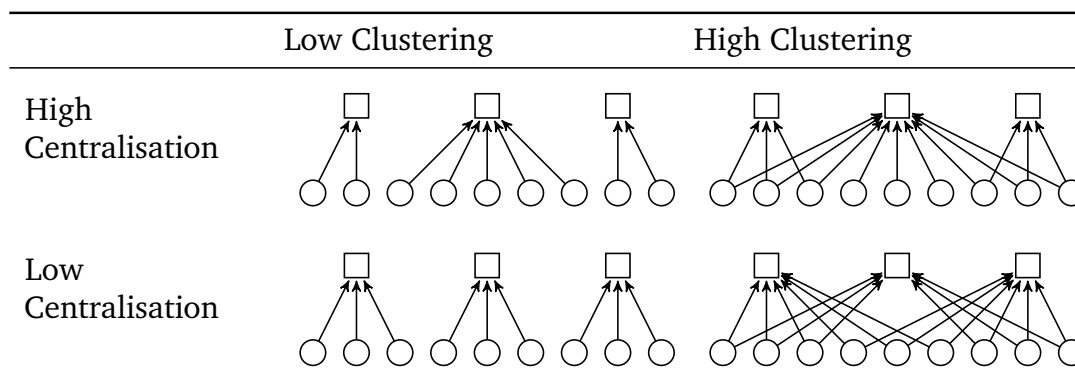 Low Clustering High Clustering
High
Centralisation
Low
Centralisation